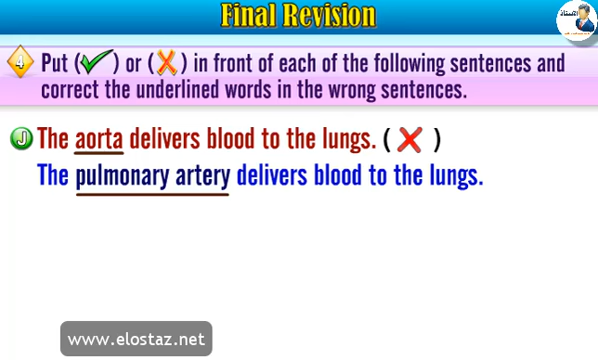 Final Revision
الأستاذ
4 Put (✓) or (✗) in front of each of the following sentences and
correct the underlined words in the wrong sentences.
J The aorta delivers blood to the lungs. (✗)
The pulmonary artery delivers blood to the lungs.
www.elostaz.net